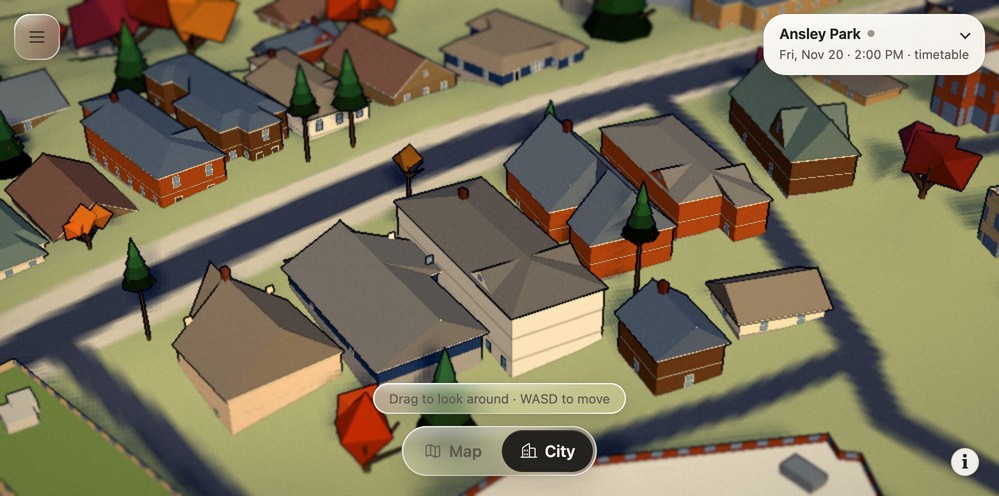 Ansley Park
Fri, Nov 20 · 2:00 PM · timetable
Drag to look around · WASD to move
Map
City
i